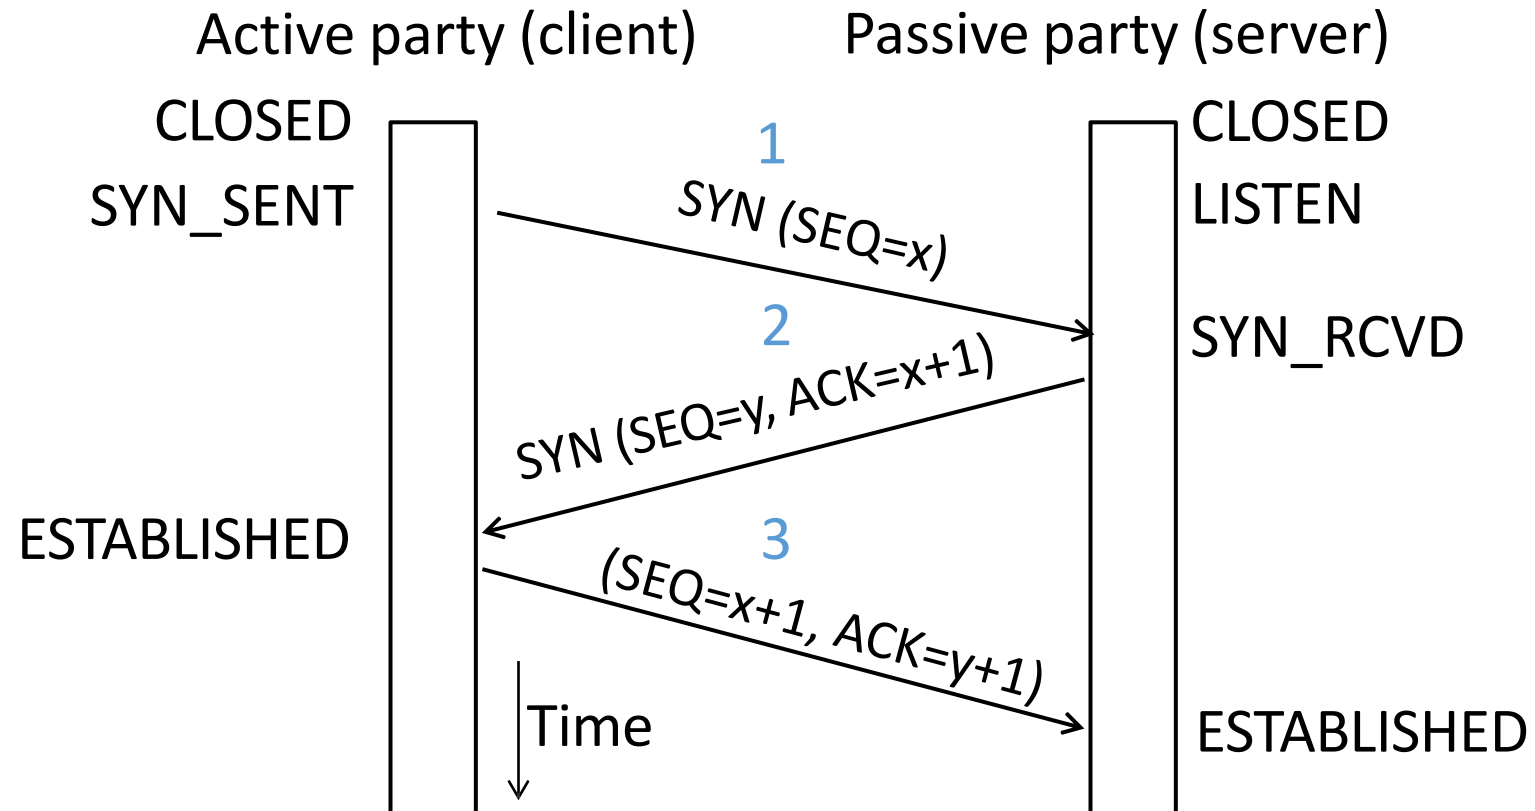 Active party (client)
Passive party (server)
CLOSED
CLOSED
1
SYN_SENT
SYN (SEQ=x)
LISTEN
2
SYN_RCVD
SYN (SEQ=y, ACK=x+1)
ESTABLISHED
3
(SEQ=x+1, ACK=y+1)
Time
ESTABLISHED